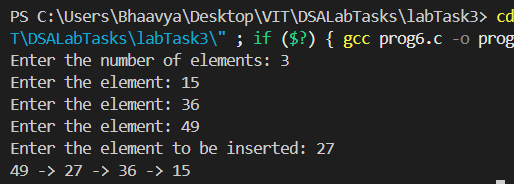 PS C:\Users\Bhaavya\Desktop\VIT\DSALabTasks\labTask3> cd
T\DSALabTasks\labTask3\" ; if ($?) { gcc prog6.c -o prog
Enter the number of elements: 3
Enter the element: 15
Enter the element: 36
Enter the element: 49
Enter the element to be inserted: 27
49 -> 27 -> 36 -> 15